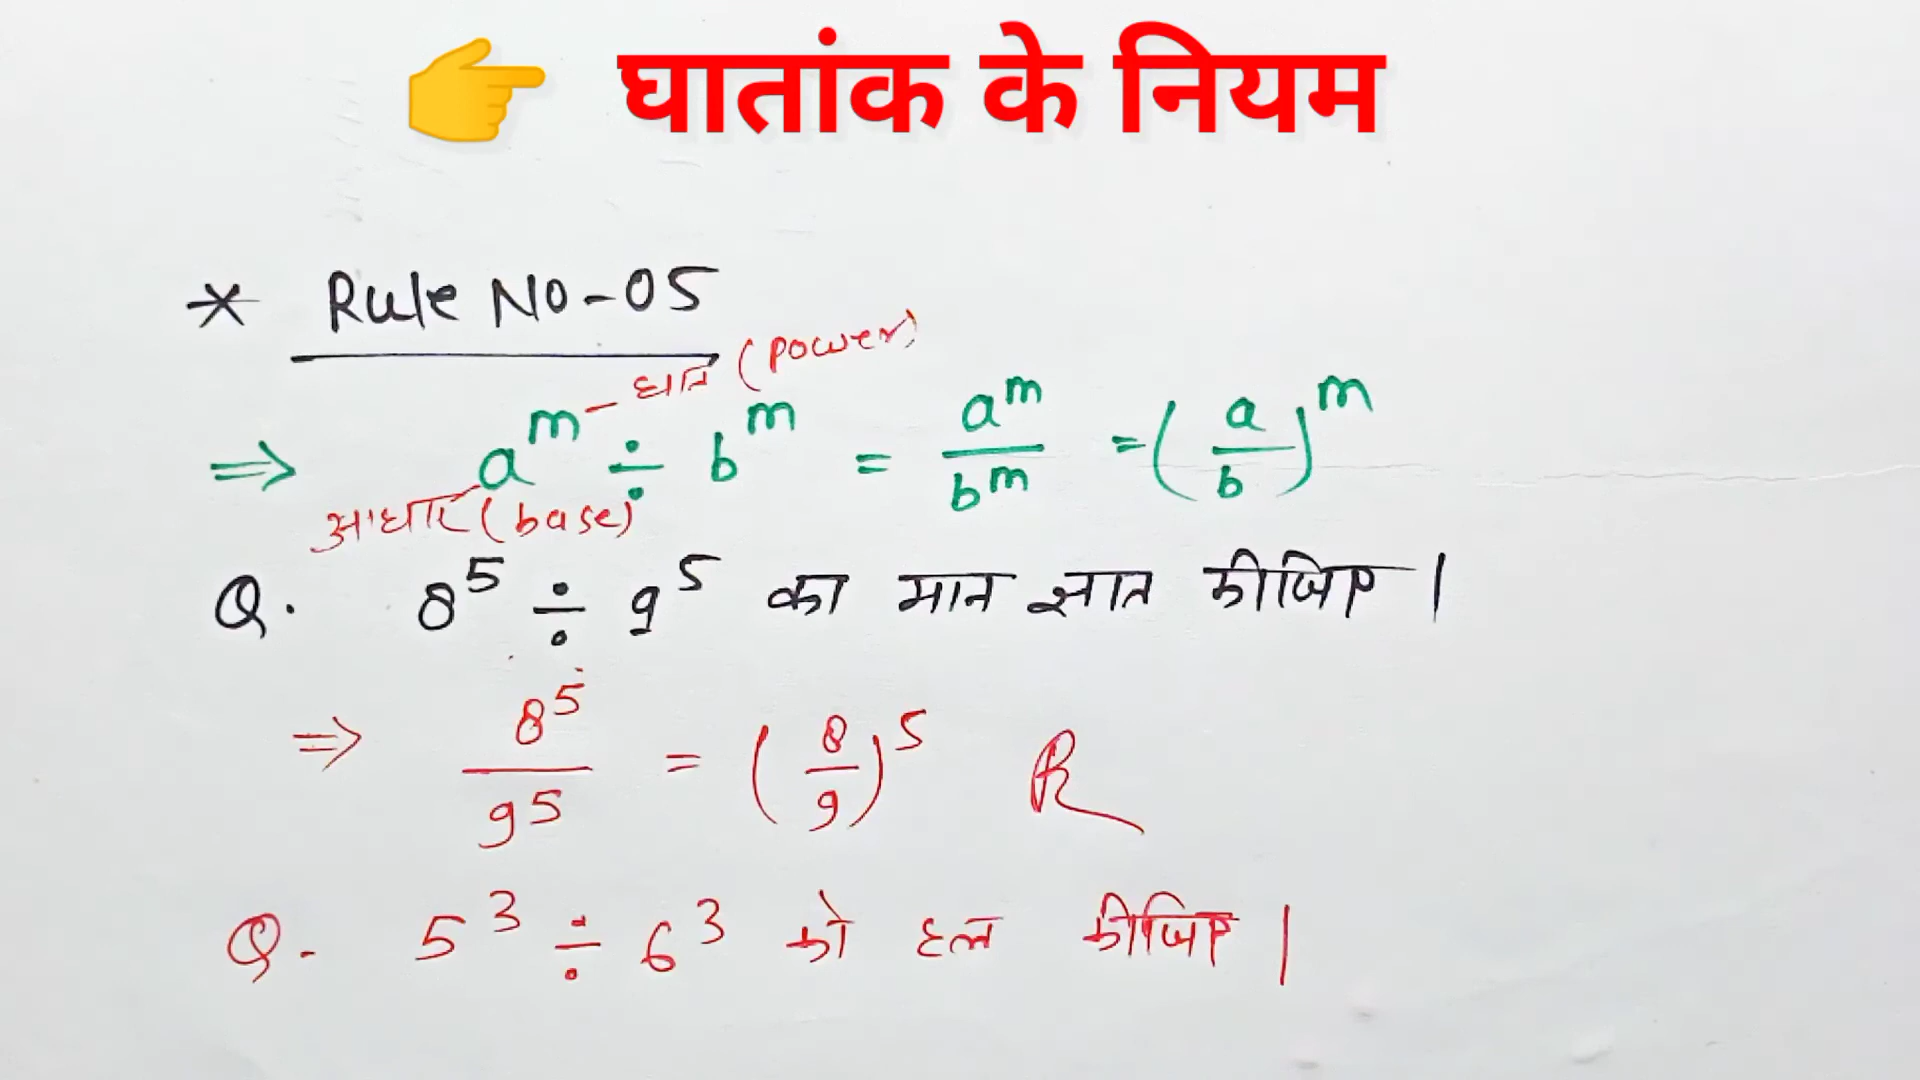 👉 घातांक के नियम
* Rule No-05
घात (power)
⇒ a^m ÷ b^m = a^m/b^m = (a/b)^m
आधार (base)
Q. 8^5 ÷ 9^5 का मान ज्ञात कीजिए।
⇒ 8^5/9^5 = (8/9)^5 R
Q. 5^3 ÷ 6^3 को हल कीजिए।